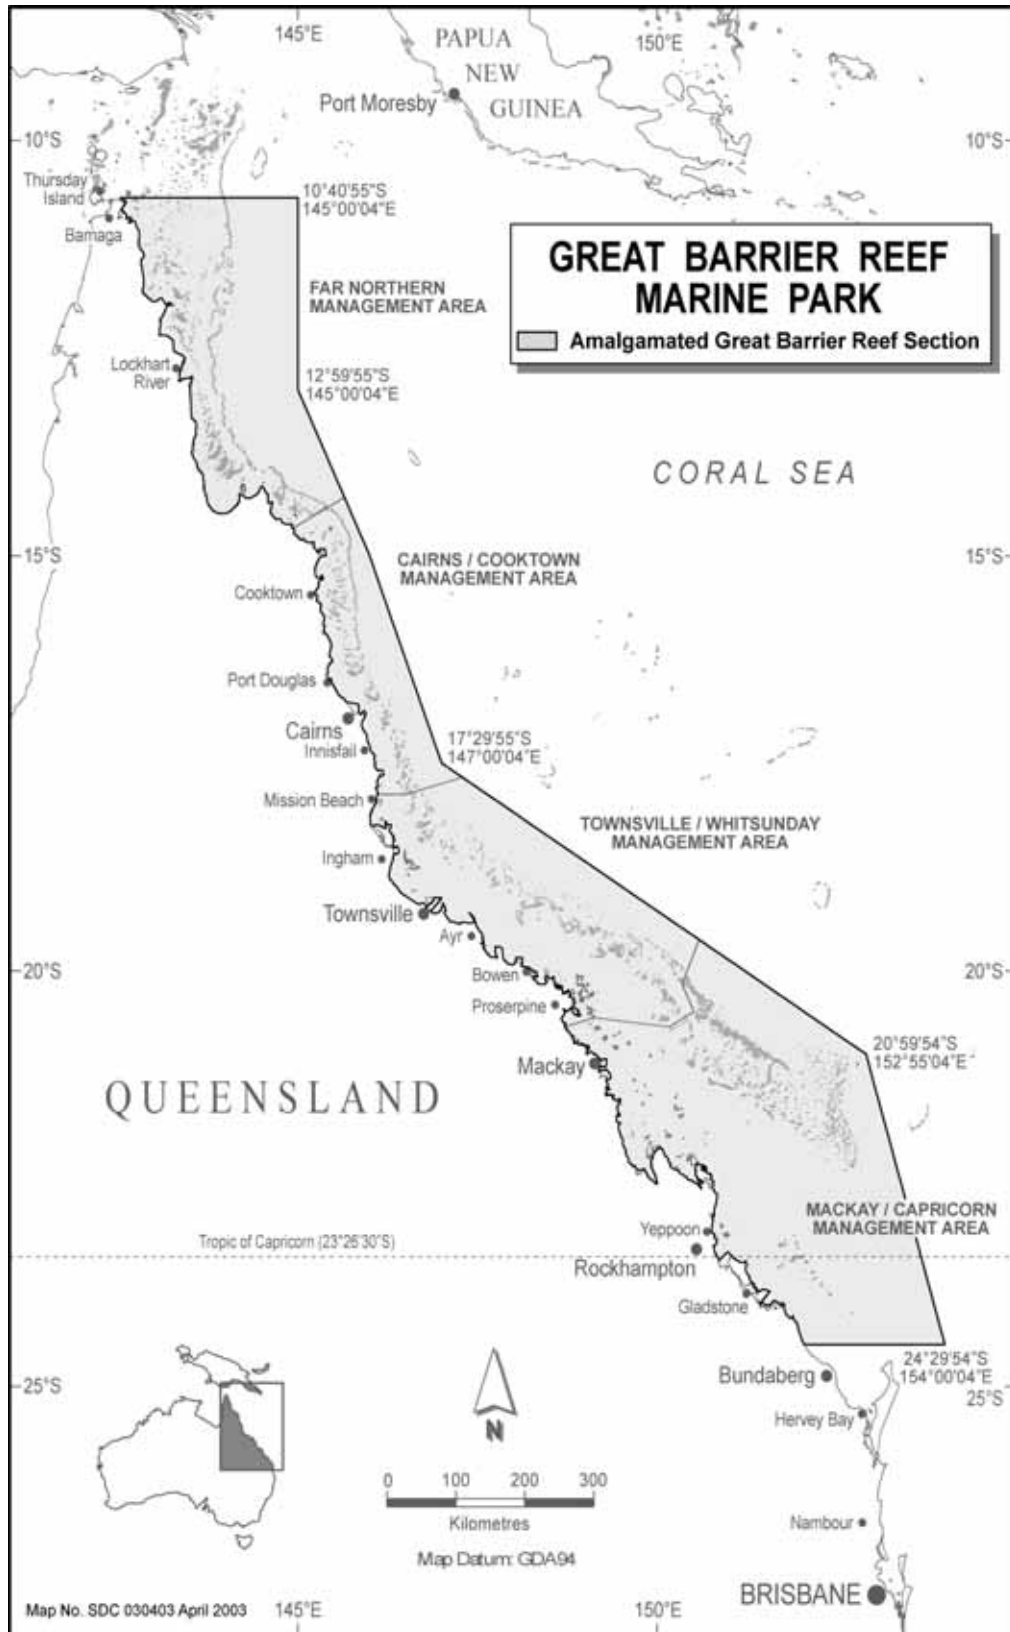 145°E
150°E
PAPUA
NEW
GUINEA
Port Moresby
10°S
10°S
Thursday
Island
Bamaga
10°40'55"S
145°00'04"E
GREAT BARRIER REEF
MARINE PARK
Amalgamated Great Barrier Reef Section
FAR NORTHERN
MANAGEMENT AREA
Lockhart
River
12°59'55"S
145°00'04"E
CORAL SEA
15°S
15°S
CAIRNS / COOKTOWN
MANAGEMENT AREA
Cooktown
Port Douglas
Cairns
Innisfail
17°29'55"S
147°00'04"E
Mission Beach
TOWNSVILLE / WHITSUNDAY
MANAGEMENT AREA
Ingham
Townsville
Ayr
20°S
20°S
Bowen
Proserpine
20°59'54"S
152°55'04"E
Mackay
QUEENSLAND
MACKAY / CAPRICORN
MANAGEMENT AREA
Yeppoon
Tropic of Capricorn (23°26'30"S)
Rockhampton
Gladstone
24°29'54"S
154°00'04"E
Bundaberg
25°S
25°S
Hervey Bay
N
0 100 200 300
Kilometres
Map Datum: GDA94
Nambour
BRISBANE
Map No. SDC 030403 April 2003
145°E
150°E